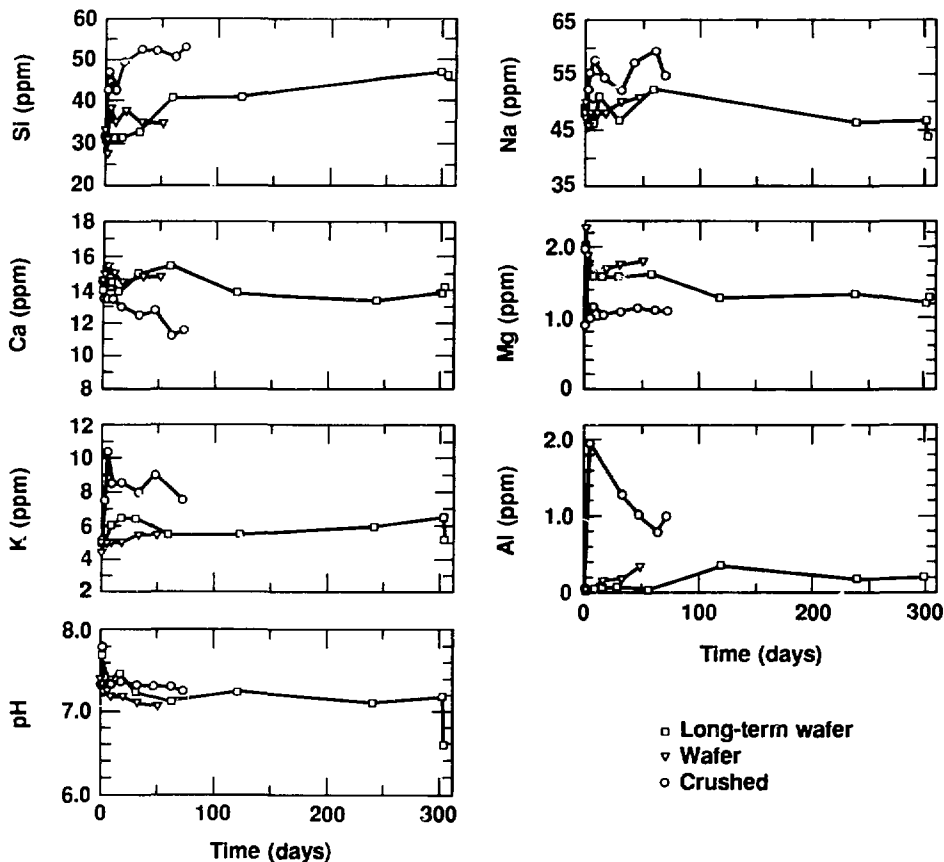 60
50
40
30
20
Si (ppm)
65
55
45
35
Na (ppm)
18
16
14
12
10
8
Ca (ppm)
2.0
1.0
0
Mg (ppm)
12
10
8
6
4
2
K (ppm)
2.0
1.0
0
Al (ppm)
0 100 200 300
Time (days)
8.0
7.0
6.0
pH
0 100 200 300
Time (days)
Long-term wafer
Wafer
Crushed